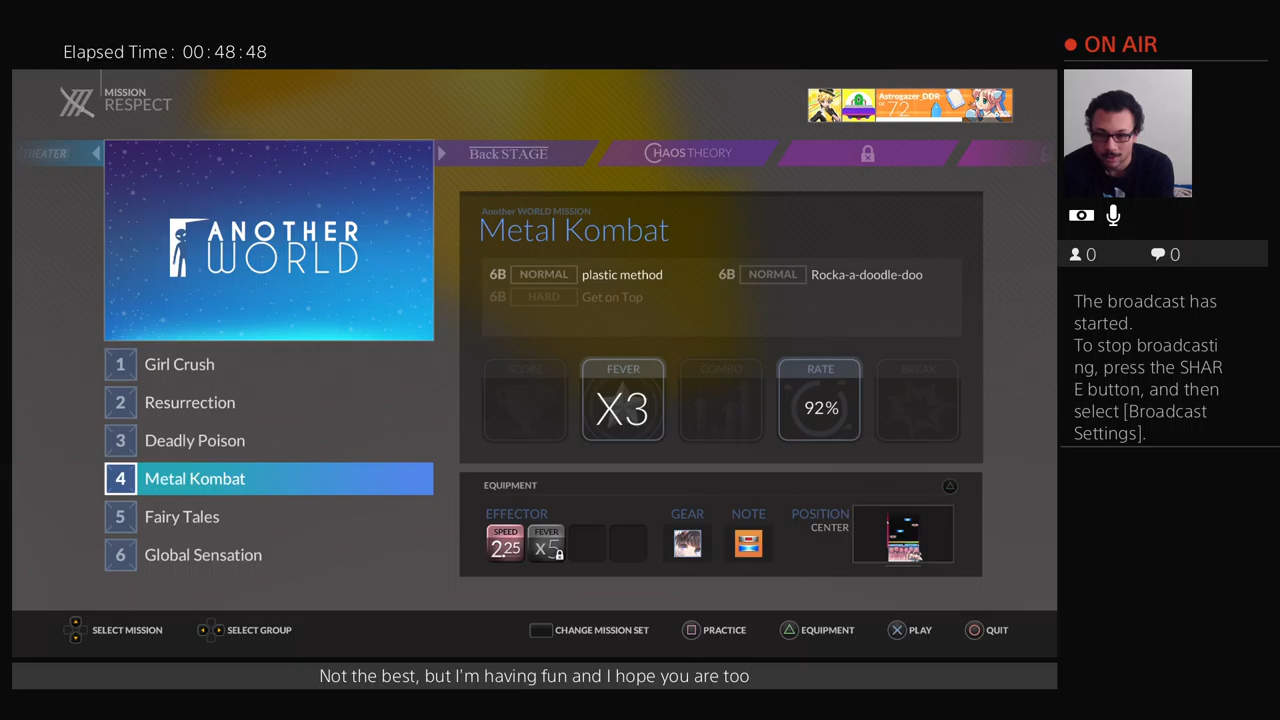 Elapsed Time: 00:48:48
ON AIR
MISSION
RESPECT
Astrogazer_DDR
72
HEATER
Back STAGE
CHAOS THEORY
ANOTHER
WORLD
Another WORLD MISSION
Metal Kombat
6B NORMAL plastic method
6B NORMAL Rocka-a-doodle-doo
6B HARD Get on Top
1 Girl Crush
2 Resurrection
3 Deadly Poison
4 Metal Kombat
5 Fairy Tales
6 Global Sensation
SCORE
FEVER
X3
COMBO
RATE
92%
BREAK
EQUIPMENT
EFFECTOR
SPEED
2.25
FEVER
x5
GEAR
NOTE
POSITION
CENTER
SELECT MISSION
SELECT GROUP
CHANGE MISSION SET
PRACTICE
EQUIPMENT
PLAY
QUIT
Not the best, but I'm having fun and I hope you are too
0
0
The broadcast has
started.
To stop broadcasti
ng, press the SHAR
E button, and then
select [Broadcast
Settings].